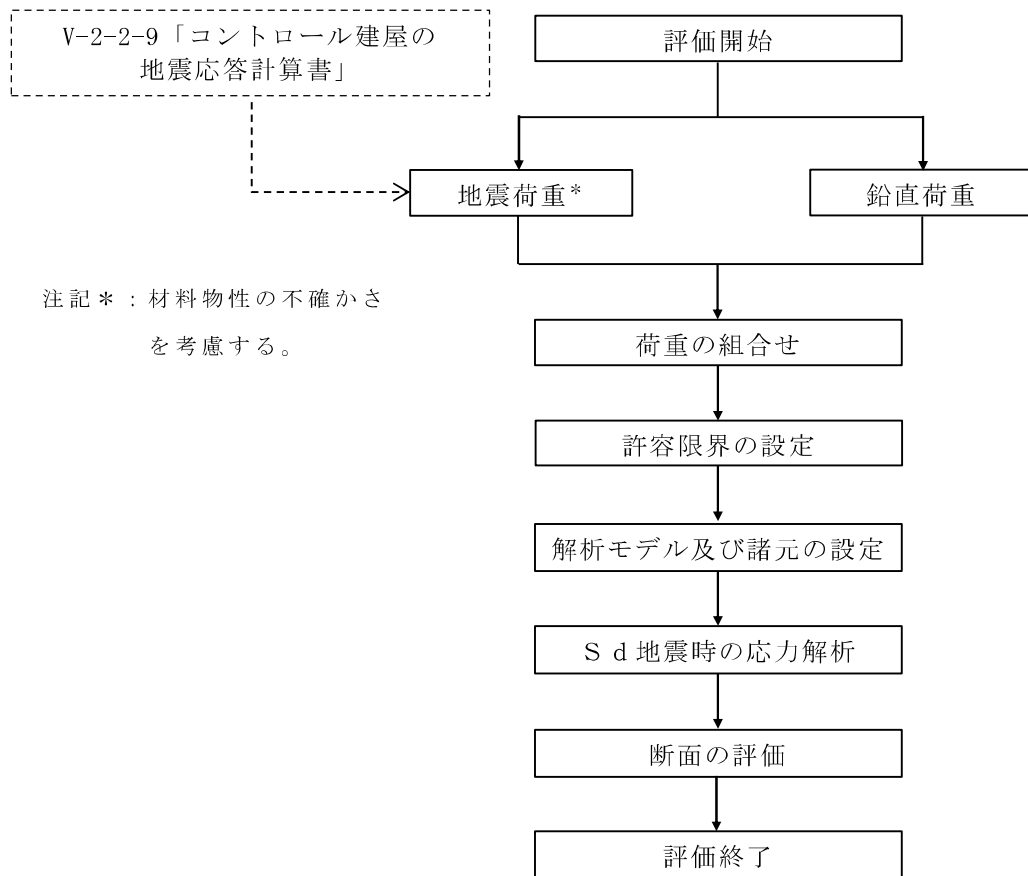 V-2-2-9「コントロール建屋の
地震応答計算書」
評価開始
地震荷重*
鉛直荷重
注記＊：材料物性の不確かさ
を考慮する。
荷重の組合せ
許容限界の設定
解析モデル及び諸元の設定
Ｓｄ地震時の応力解析
断面の評価
評価終了